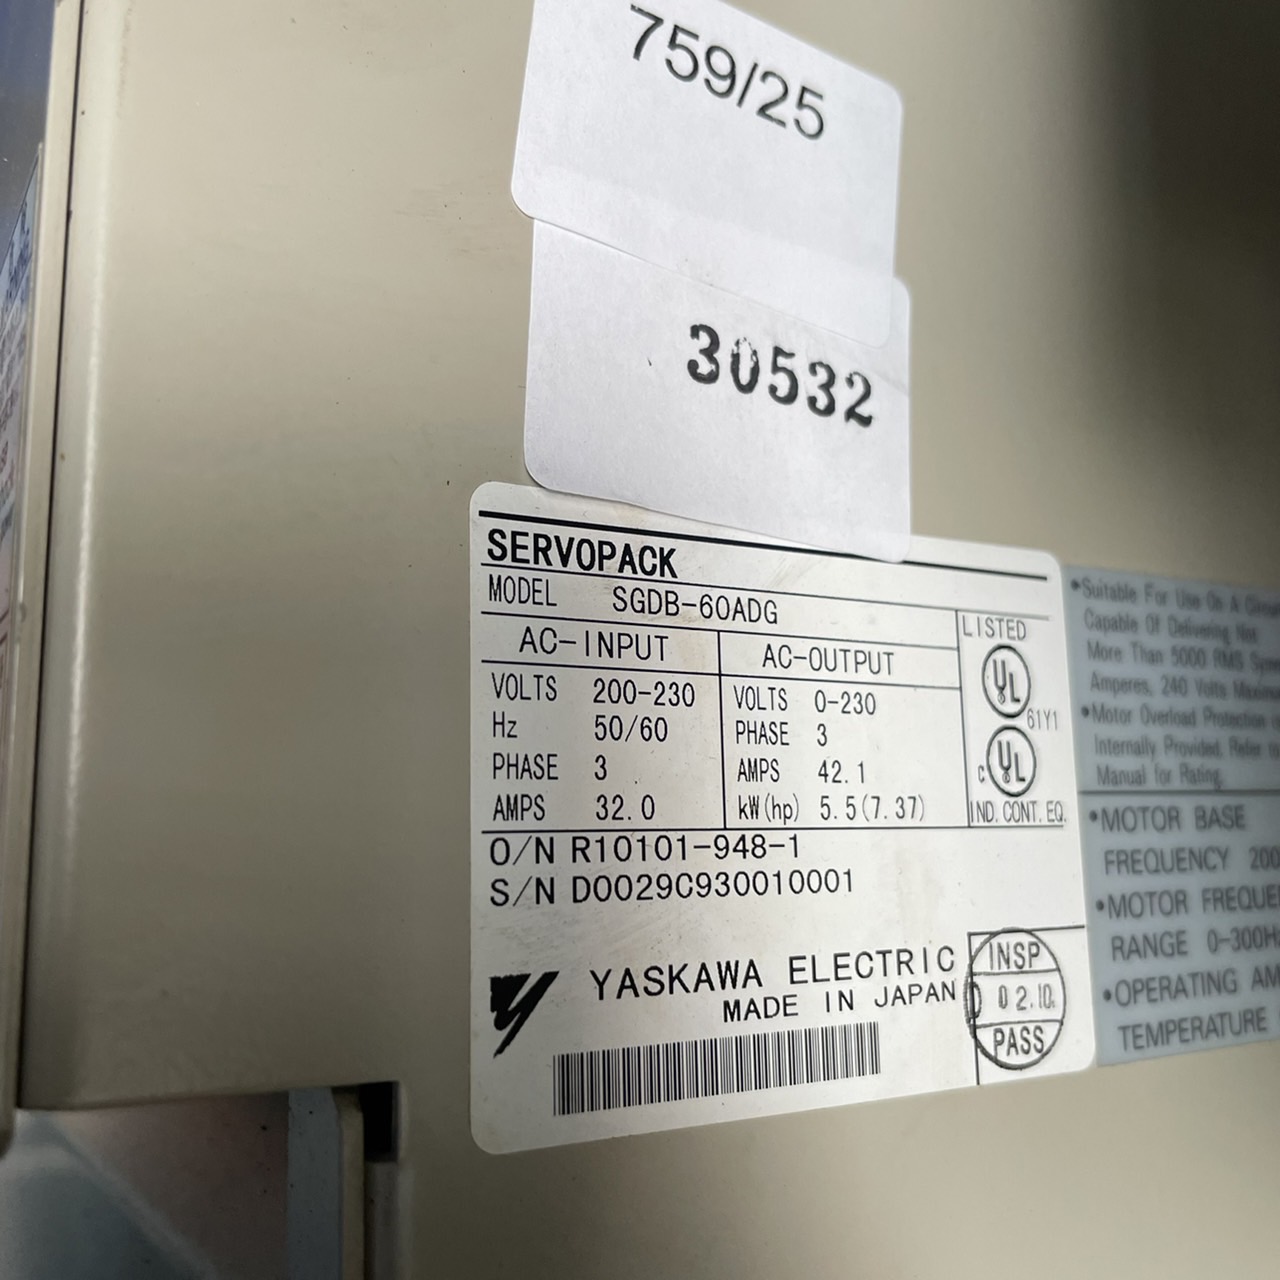 759/25
30532
SERVOPACK
MODEL SGDB-60ADG
AC-INPUT
VOLTS 200-230
Hz 50/60
PHASE 3
AMPS 32.0
AC-OUTPUT
VOLTS 0-230
PHASE 3
AMPS 42.1
kW(hp) 5.5(7.37)
LISTED
UL
61Y1
c UL
IND. CONT. EQ.
O/N R10101-948-1
S/N D0029C930010001
YASKAWA ELECTRIC
MADE IN JAPAN
INSP
D 02.10.
PASS
•Suitable For Use On A
Capable Of Delivering Not
More Than 5000 RMS
Amperes, 240 Volts
•Motor Overload Protection
Internally Provided. Refer
Manual for Rating.
•MOTOR BASE
FREQUENCY 200
•MOTOR
RANGE 0-300H
•OPERATING
TEMPERATURE